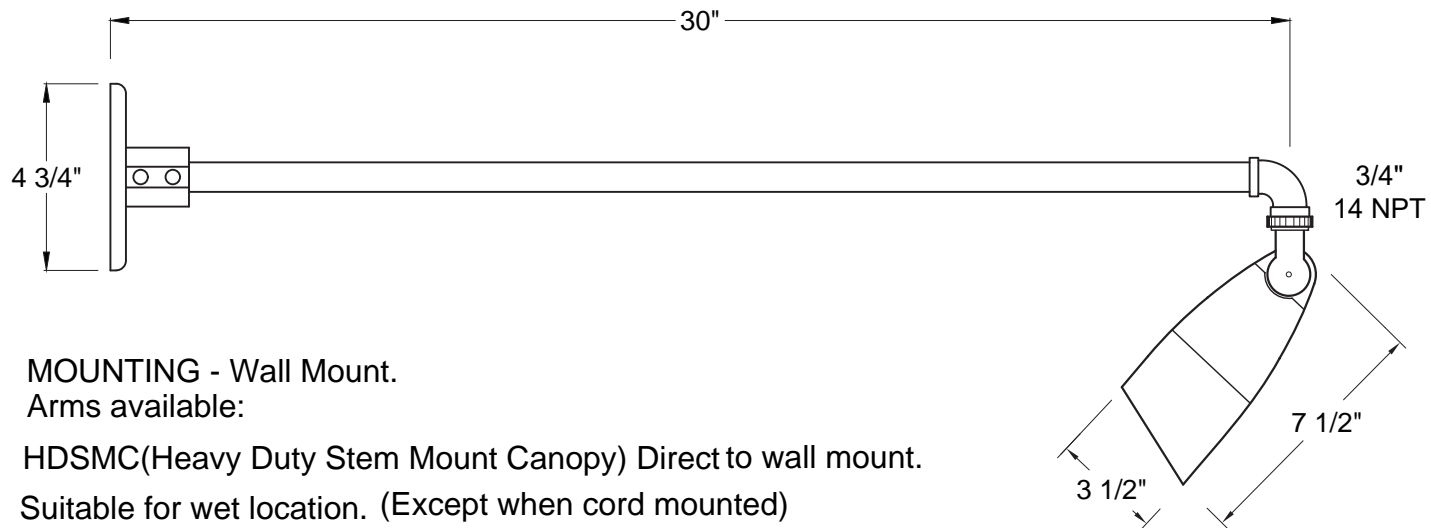 30"
4 3/4"
3/4"
14 NPT
MOUNTING - Wall Mount.
Arms available:
7 1/2"
HDSMC(Heavy Duty Stem Mount Canopy) Direct to wall mount.
3 1/2"
Suitable for wet location. (Except when cord mounted)